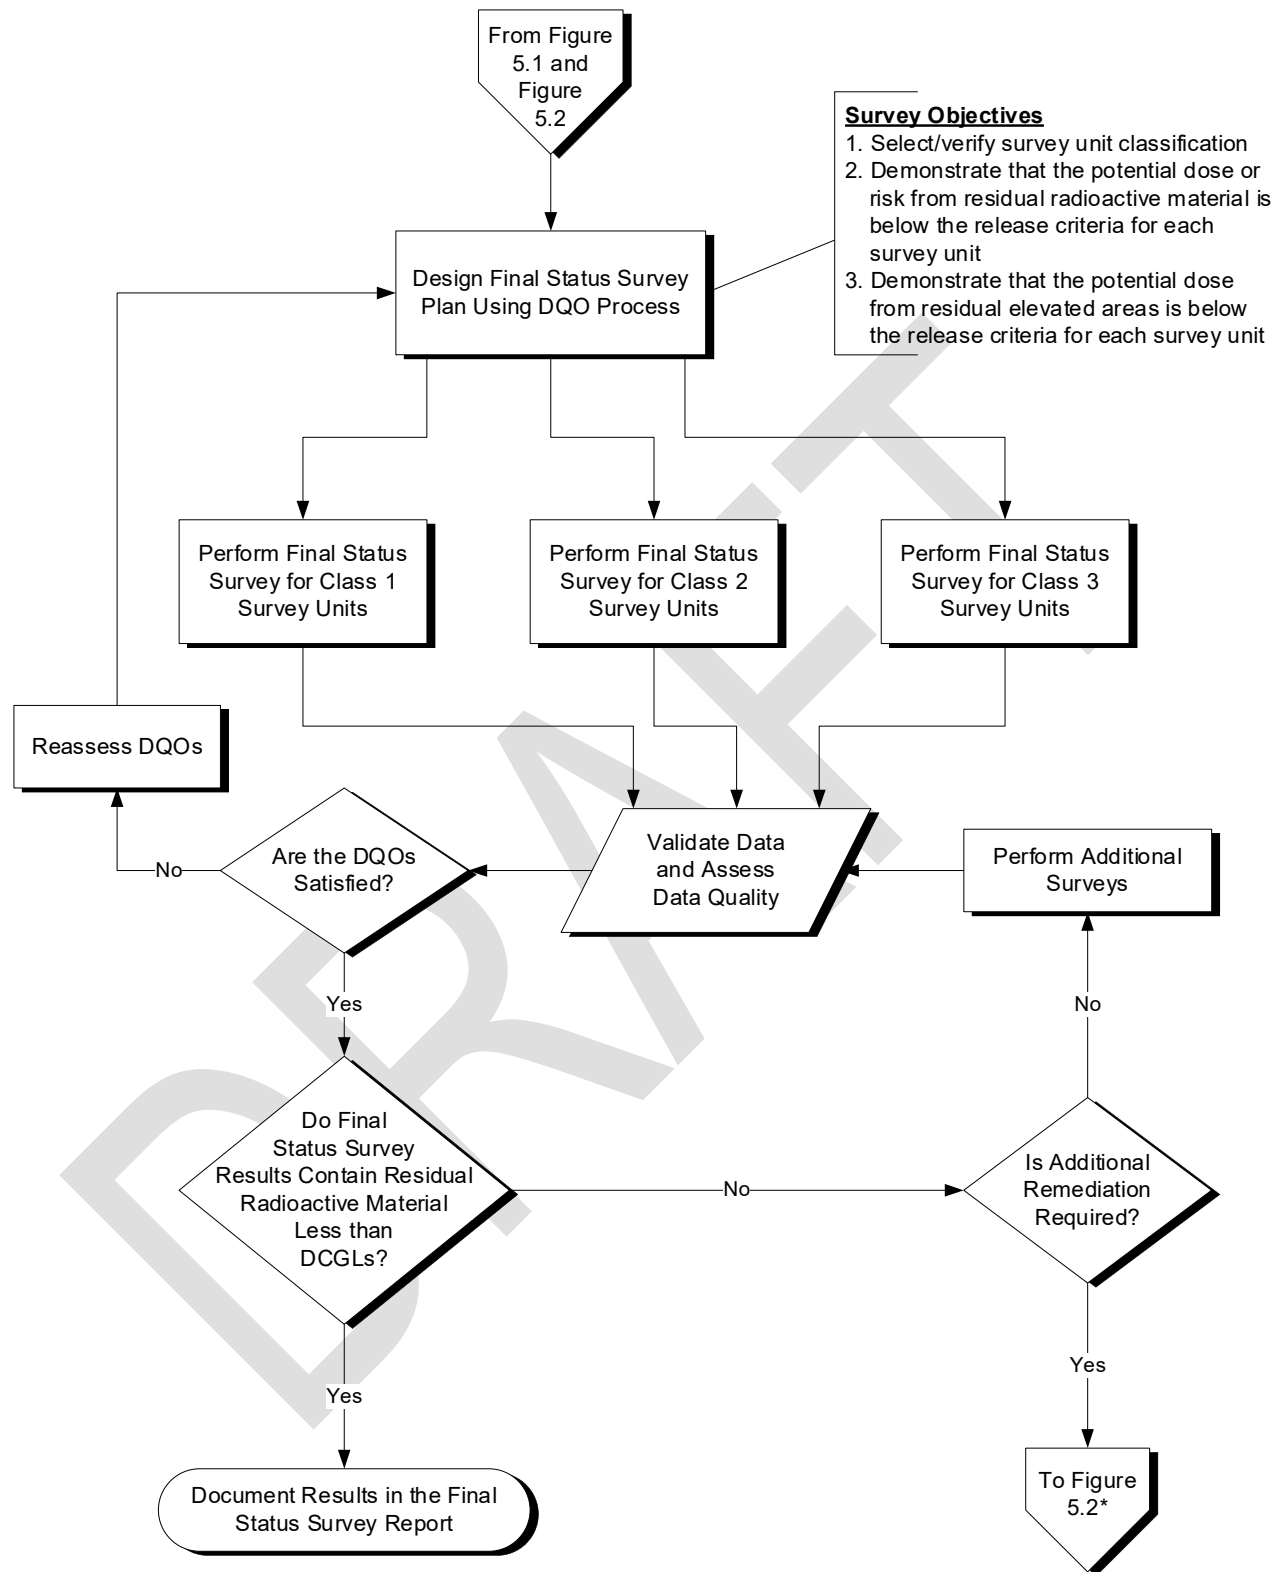 From Figure
5.1 and
Figure
5.2
Survey Objectives
1. Select/verify survey unit classification
2. Demonstrate that the potential dose or
risk from residual radioactive material is
below the release criteria for each
survey unit
3. Demonstrate that the potential dose
from residual elevated areas is below
the release criteria for each survey unit
Design Final Status Survey
Plan Using DQO Process
Perform Final Status
Survey for Class 1
Survey Units
Perform Final Status
Survey for Class 2
Survey Units
Perform Final Status
Survey for Class 3
Survey Units
Reassess DQOs
No
Are the DQOs
Satisfied?
Validate Data
and Assess
Data Quality
Perform Additional
Surveys
Yes
No
Do Final
Status Survey
Results Contain Residual
Radioactive Material
Less than
DCGLs?
No
Is Additional
Remediation
Required?
Yes
Yes
Document Results in the Final
Status Survey Report
To Figure
5.2*
DRAFT